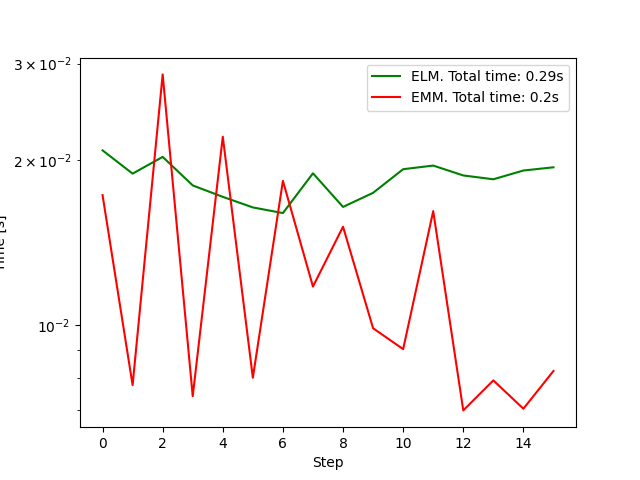 3 × 10⁻²
2 × 10⁻²
10⁻²
ELM. Total time: 0.29s
EMM. Total time: 0.2s
0 2 4 6 8 10 12 14
Step